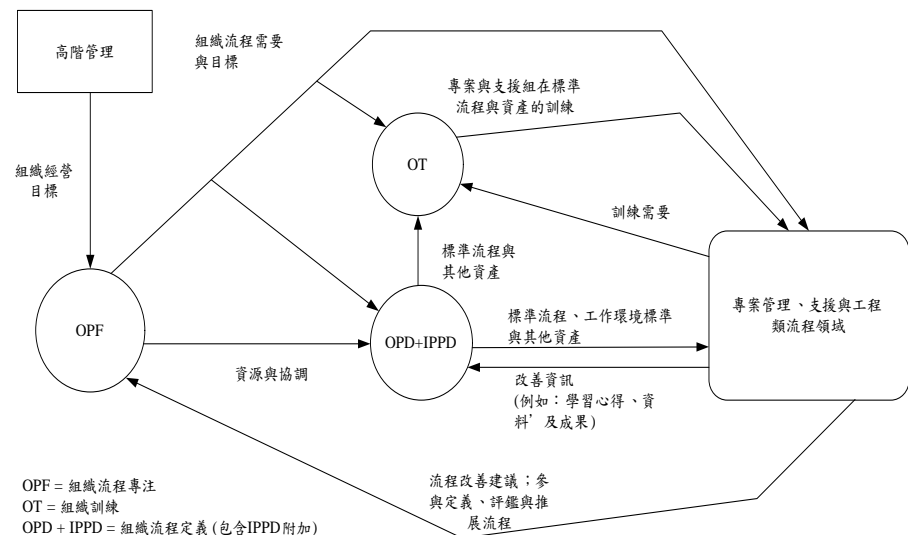 高階管理
組織流程需要
與目標
專案與支援組在標準
流程與資產的訓練
OT
組織經營
目標
訓練需要
標準流程與
其他資產
專案管理、支援與工程
類流程領域
OPF
OPD+IPPD
標準流程、工作環境標準
與其他資產
資源與協調
改善資訊
(例如：學習心得、資
料’及成果)
流程改善建議；參
與定義、評鑑與推
展流程
OPF = 組織流程專注
OT = 組織訓練
OPD + IPPD = 組織流程定義 (包含IPPD附加)